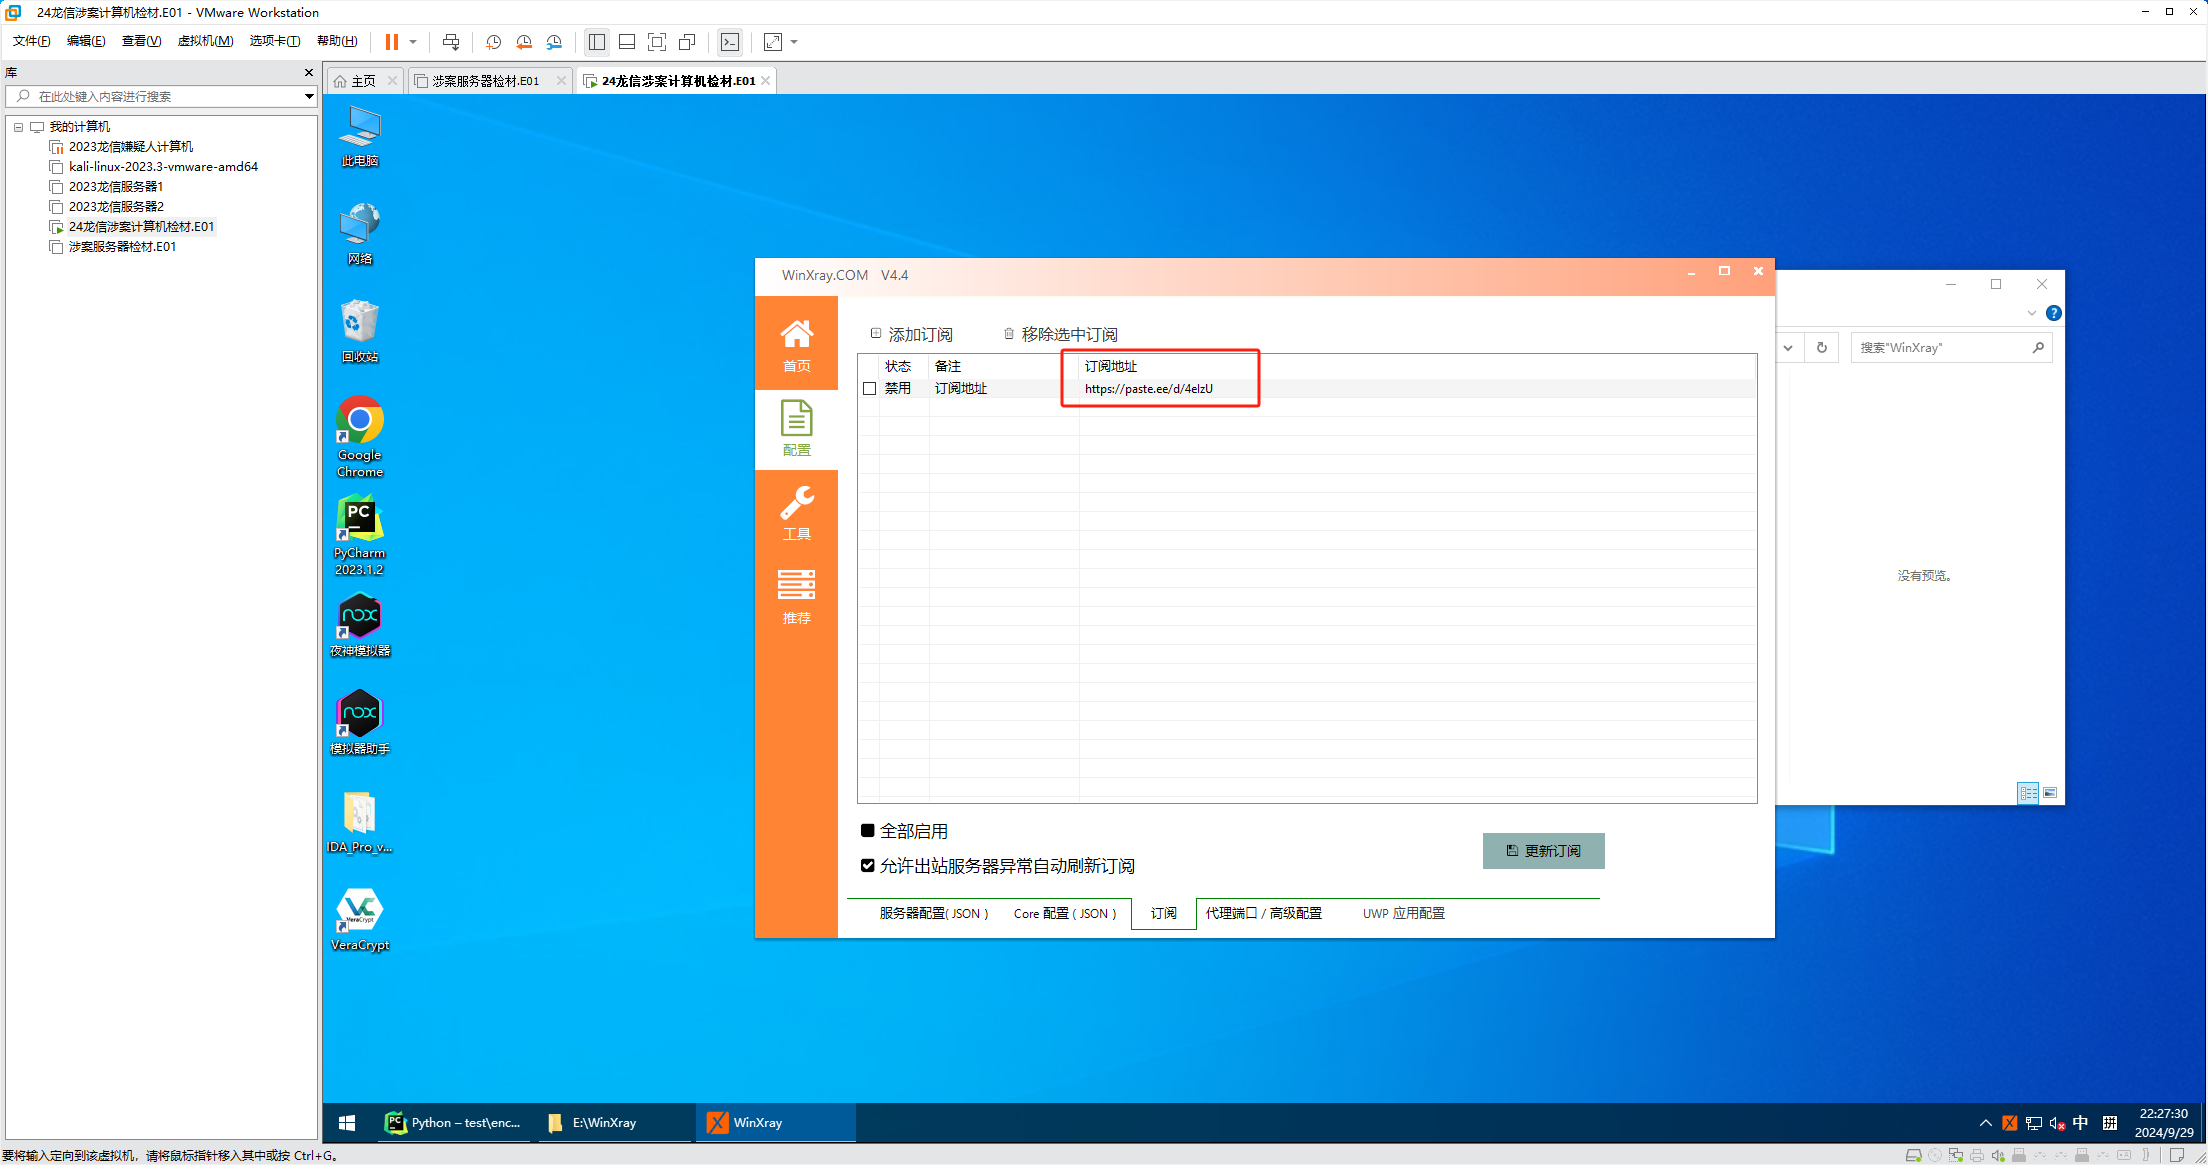 24龙信涉案计算机检材.E01 - VMware Workstation
文件(F) 编辑(E) 查看(V) 虚拟机(M) 选项卡(T) 帮助(H)
库
在此处键入内容进行搜索
我的计算机
2023龙信嫌疑人计算机
kali-linux-2023.3-vmware-amd64
2023龙信服务器1
2023龙信服务器2
24龙信涉案计算机检材.E01
涉案服务器检材.E01
主页
涉案服务器检材.E01
24龙信涉案计算机检材.E01
此电脑
网络
回收站
Google
Chrome
PC
PyCharm
2023.1.2
nox
夜神模拟器
nox
模拟器助手
IDA_Pro_v...
VeraCrypt
VeraCrypt
WinXray.COM V4.4
首页
配置
工具
推荐
添加订阅 移除选中订阅
状态 备注 订阅地址
禁用 订阅地址 https://paste.ee/d/4elzU
全部启用
允许出站服务器异常自动刷新订阅
更新订阅
服务器配置( JSON ) Core 配置 ( JSON ) 订阅 代理端口 / 高级配置 UWP 应用配置
搜索"WinXray"
没有预览。
Python – test\enc...
E:\WinXray
WinXray
中
拼
22:27:30
2024/9/29
要将输入定向到该虚拟机，请将鼠标指针移入其中或按 Ctrl+G。